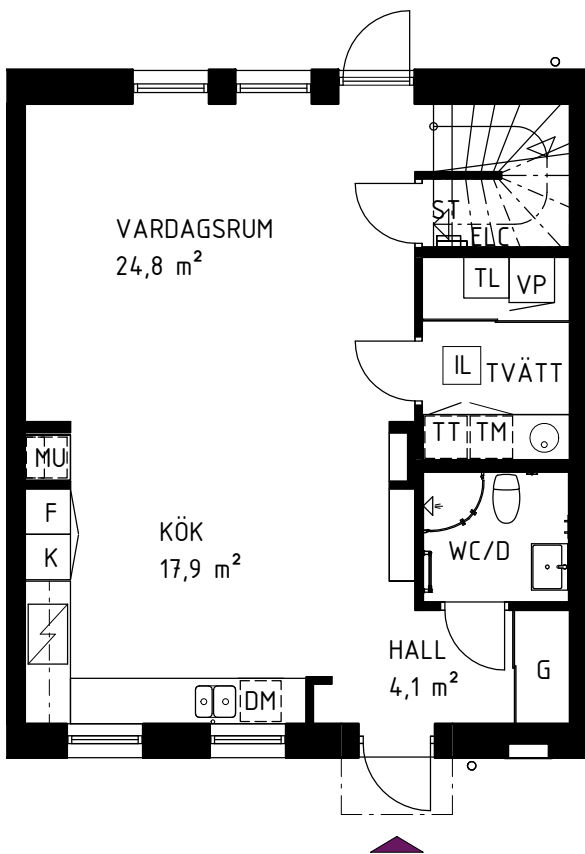 ST
ELC
VARDAGSRUM
24,8 m²
TL
VP
IL
TVÄTT
TT
TM
MU
F
K
KÖK
17,9 m²
WC/D
HALL
4,1 m²
G
DM